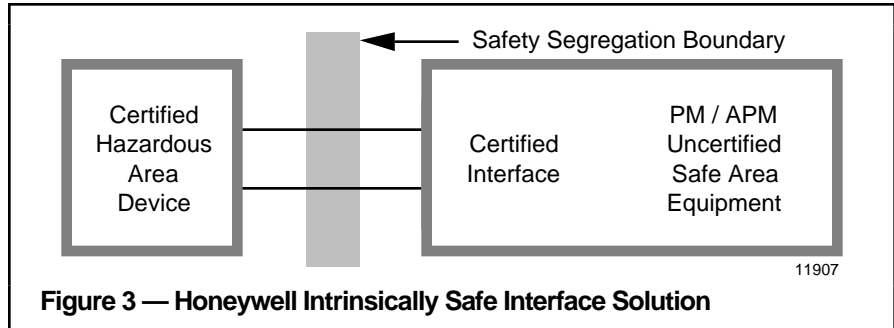 Safety Segregation Boundary
Certified
Hazardous
Area
Device
Certified
Interface
PM / APM
Uncertified
Safe Area
Equipment
11907
Figure 3 — Honeywell Intrinsically Safe Interface Solution